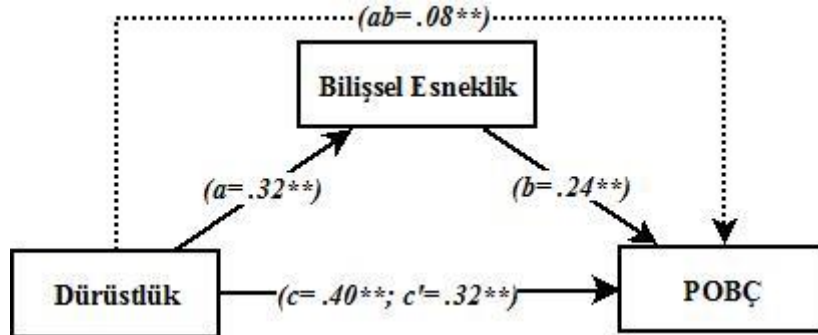 (ab= .08**)
Bilişsel Esneklik
(a= .32**)
(b= .24**)
Dürüstlük
(c= .40**; c'= .32**)
POBÇ